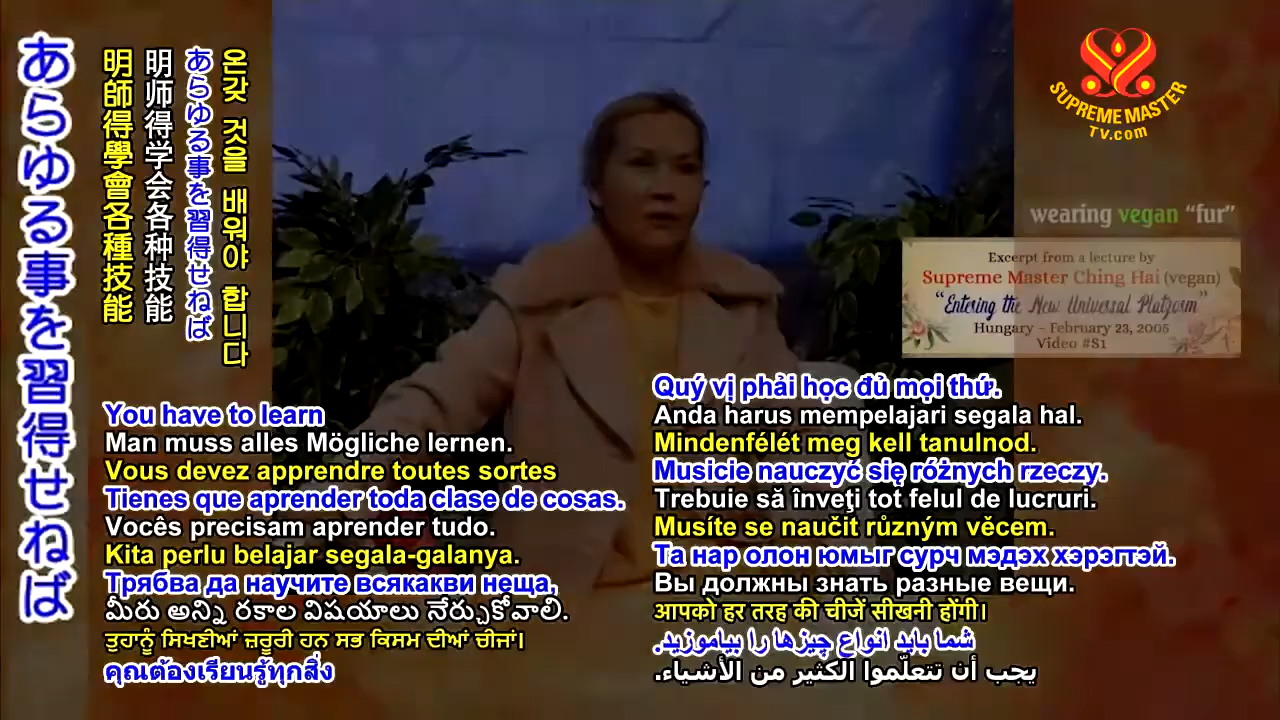 あらゆる事を習得せねば
明師得學會各種技能
明师得学会各种技能
あらゆる事を習得せねば
온갖 것을 배워야 합니다
SUPREME MASTER
TV.com
wearing vegan “fur”
Excerpt from a lecture by
Supreme Master Ching Hai (vegan)
“Entering the New Universal Platform”
Hungary – February 23, 2005
Video #S1
You have to learn
Man muss alles Mögliche lernen.
Vous devez apprendre toutes sortes
Tienes que aprender toda clase de cosas.
Vocês precisam aprender tudo.
Kita perlu belajar segala-galanya.
Трябва да научите всякакви неща,
మీరు అన్ని రకాల విషయాలు నేర్చుకోవాలి.
ਤੁਹਾਨੂੰ ਸਿਖਣੀਆਂ ਜ਼ਰੂਰੀ ਹਨ ਸਭ ਕਿਸਮ ਦੀਆਂ ਚੀਜਾਂ।
คุณต้องเรียนรู้ทุกสิ่ง
Quý vị phải học đủ mọi thứ.
Anda harus mempelajari segala hal.
Mindenfélét meg kell tanulnod.
Musicie nauczyć się różnych rzeczy.
Trebuie să înveţi tot felul de lucruri.
Musíte se naučit různým věcem.
Та нар олон юмыг сурч мэдэх хэрэгтэй.
Вы должны знать разные вещи.
आपको हर तरह की चीजें सीखनी होंगी।
شما باید انواع چیزها را بیاموزید.
يجب أن تتعلّموا الكثير من الأشياء.